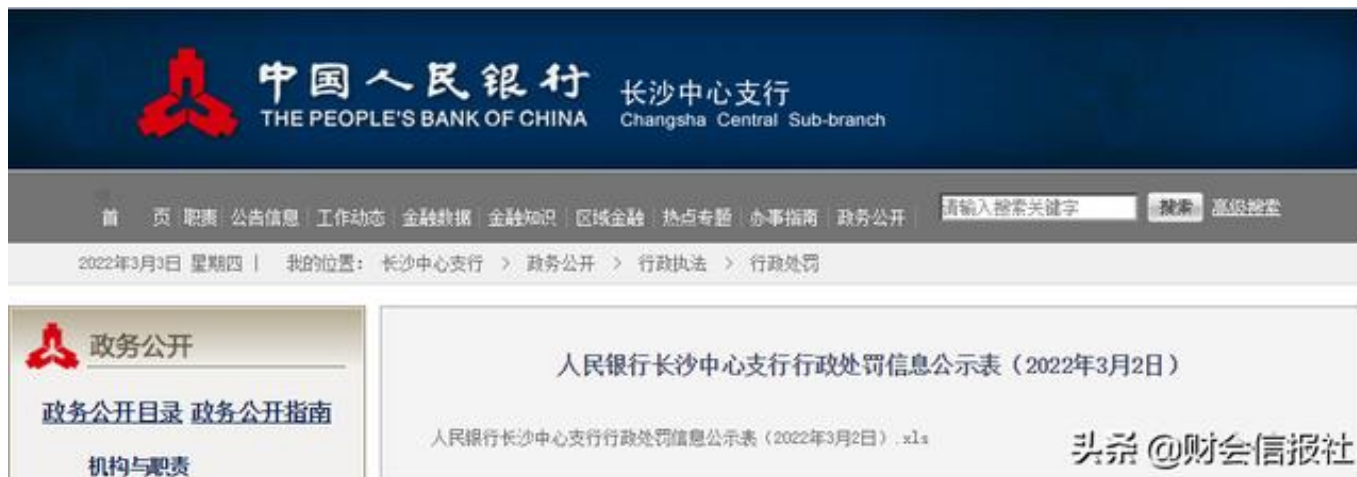 中国人民银行
THE PEOPLE'S BANK OF CHINA
长沙中心支行
Changsha Central Sub-branch
首 页 职责 公告信息 工作动态 金融数据 金融知识 区域金融 热点专题 办事指南 政务公开 请输入搜索关键字 搜索 高级搜索
2022年3月3日 星期四 | 我的位置: 长沙中心支行 > 政务公开 > 行政执法 > 行政处罚
政务公开
政务公开目录 政务公开指南
机构与职责
人民银行长沙中心支行行政处罚信息公示表（2022年3月2日）
人民银行长沙中心支行行政处罚信息公示表（2022年3月2日）.xls
头条 @财会信报社